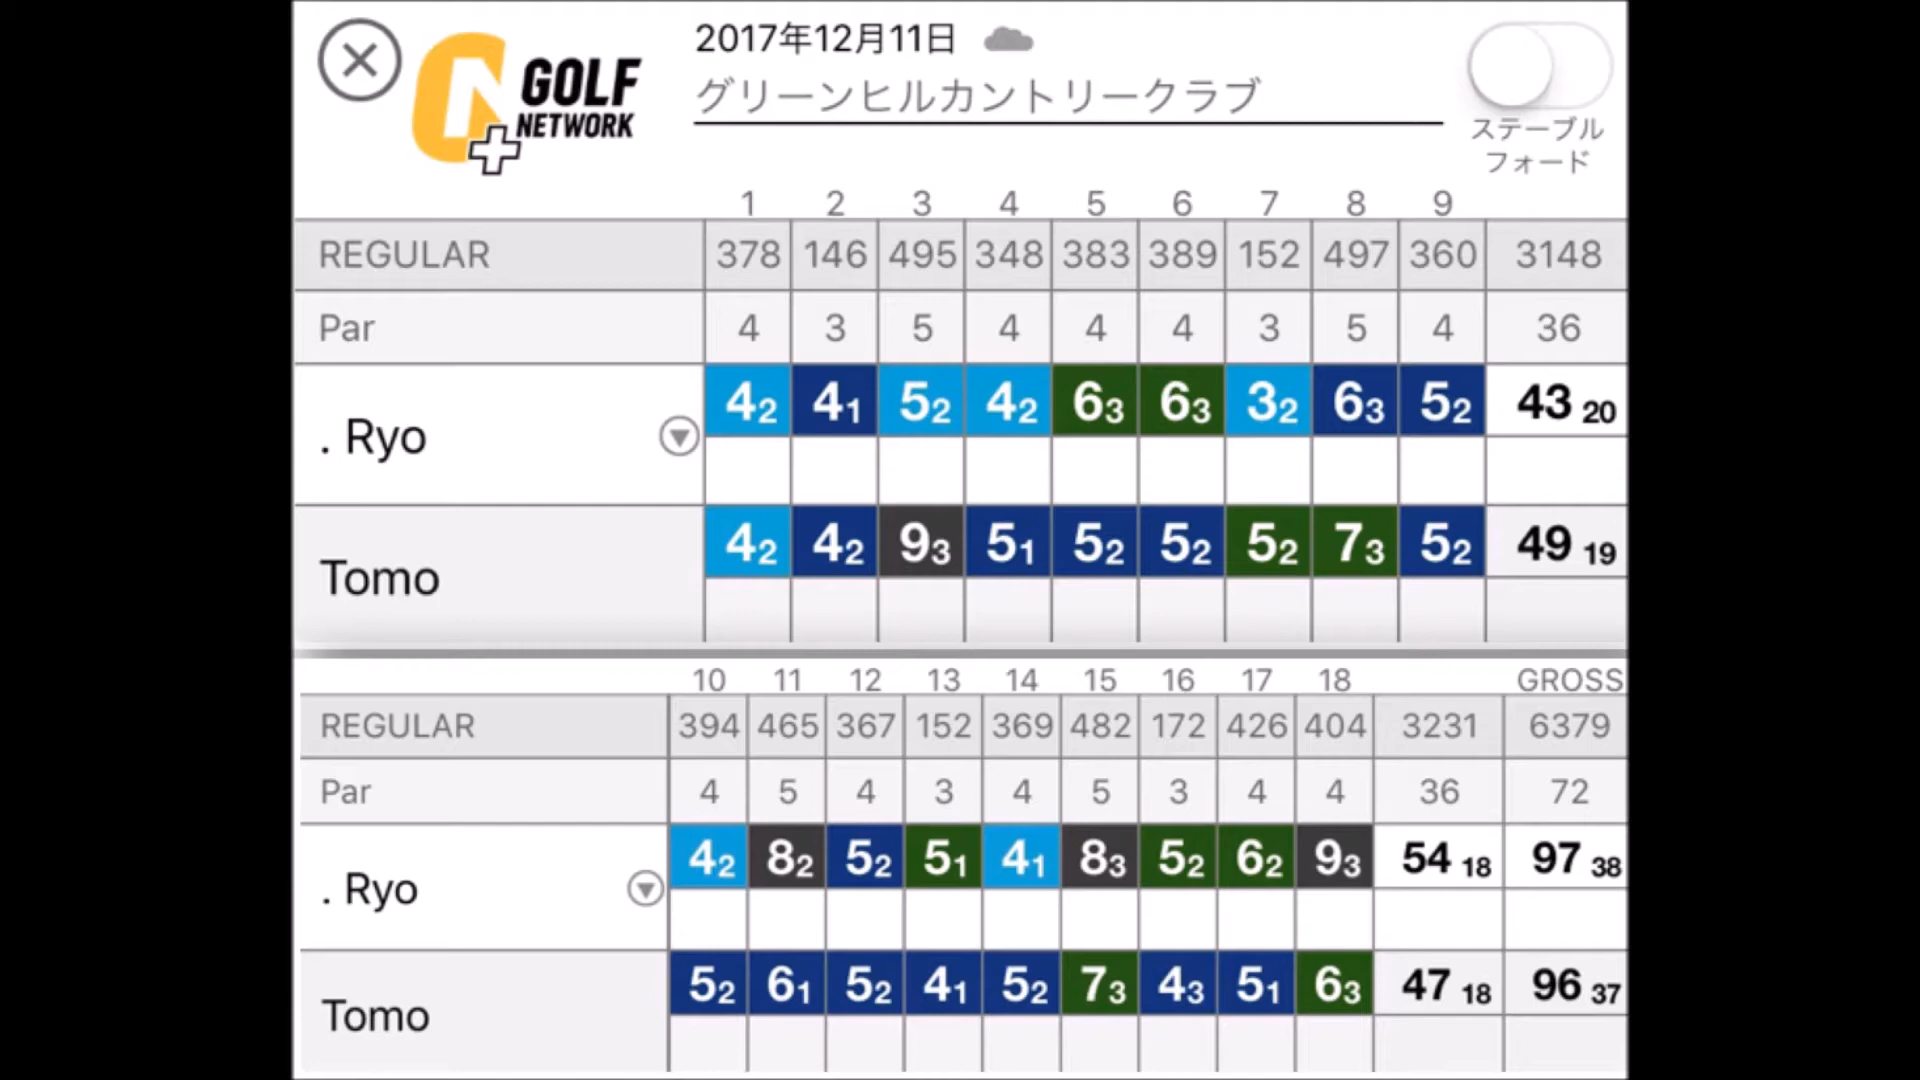 2017年12月11日
GOLF NETWORK
グリーンヒルカントリークラブ
ステーブル
フォード
1 2 3 4 5 6 7 8 9
REGULAR 378 146 495 348 383 389 152 497 360 3148
Par 4 3 5 4 4 4 3 5 4 36
. Ryo 42 41 52 42 63 63 32 63 52 43 20
Tomo 42 42 93 51 52 52 52 73 52 49 19
10 11 12 13 14 15 16 17 18 GROSS
REGULAR 394 465 367 152 369 482 172 426 404 3231 6379
Par 4 5 4 3 4 5 3 4 4 36 72
. Ryo 42 82 52 51 41 83 52 62 93 54 18 97 38
Tomo 52 61 52 41 52 73 43 51 63 47 18 96 37